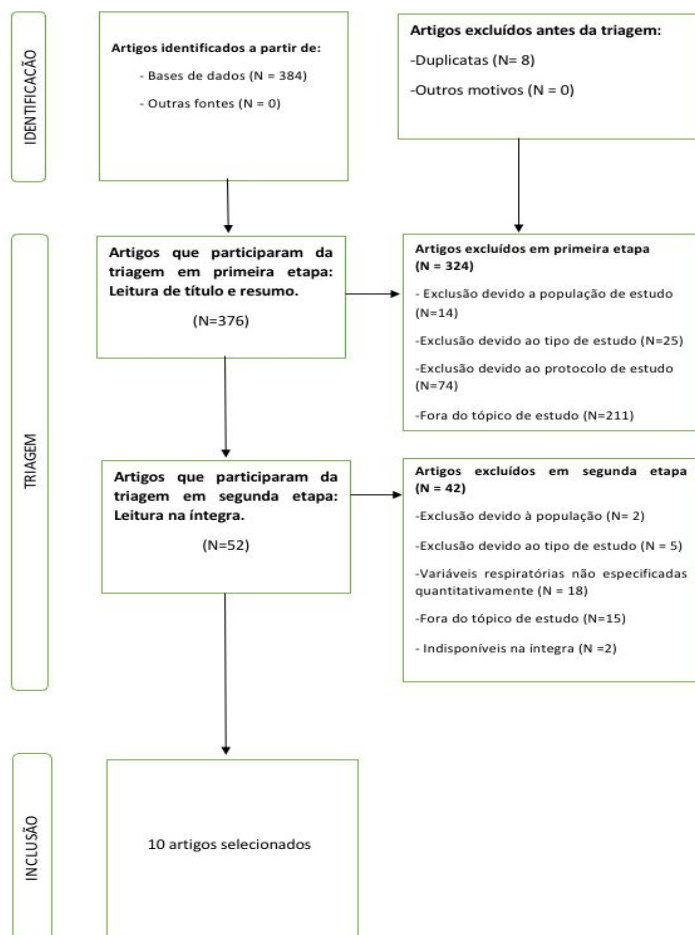 IDENTIFICAÇÃO
Artigos identificados a partir de:
- Bases de dados (N = 384)
- Outras fontes (N = 0)
Artigos excluídos antes da triagem:
-Duplicatas (N= 8)
-Outros motivos (N = 0)
TRIAGEM
Artigos que participaram da
triagem em primeira etapa:
Leitura de título e resumo.
(N=376)
Artigos excluídos em primeira etapa
(N = 324)
- Exclusão devido a população de estudo
(N=14)
-Exclusão devido ao tipo de estudo (N=25)
-Exclusão devido ao protocolo de estudo
(N=74)
-Fora do tópico de estudo (N=211)
Artigos que participaram da
triagem em segunda etapa:
Leitura na íntegra.
(N=52)
Artigos excluídos em segunda etapa
(N = 42)
-Exclusão devido à população (N= 2)
-Exclusão devido ao tipo de estudo (N = 5)
-Variáveis respiratórias não especificadas
quantitativamente (N = 18)
-Fora do tópico de estudo (N=15)
- Indisponíveis na íntegra (N =2)
INCLUSÃO
10 artigos selecionados